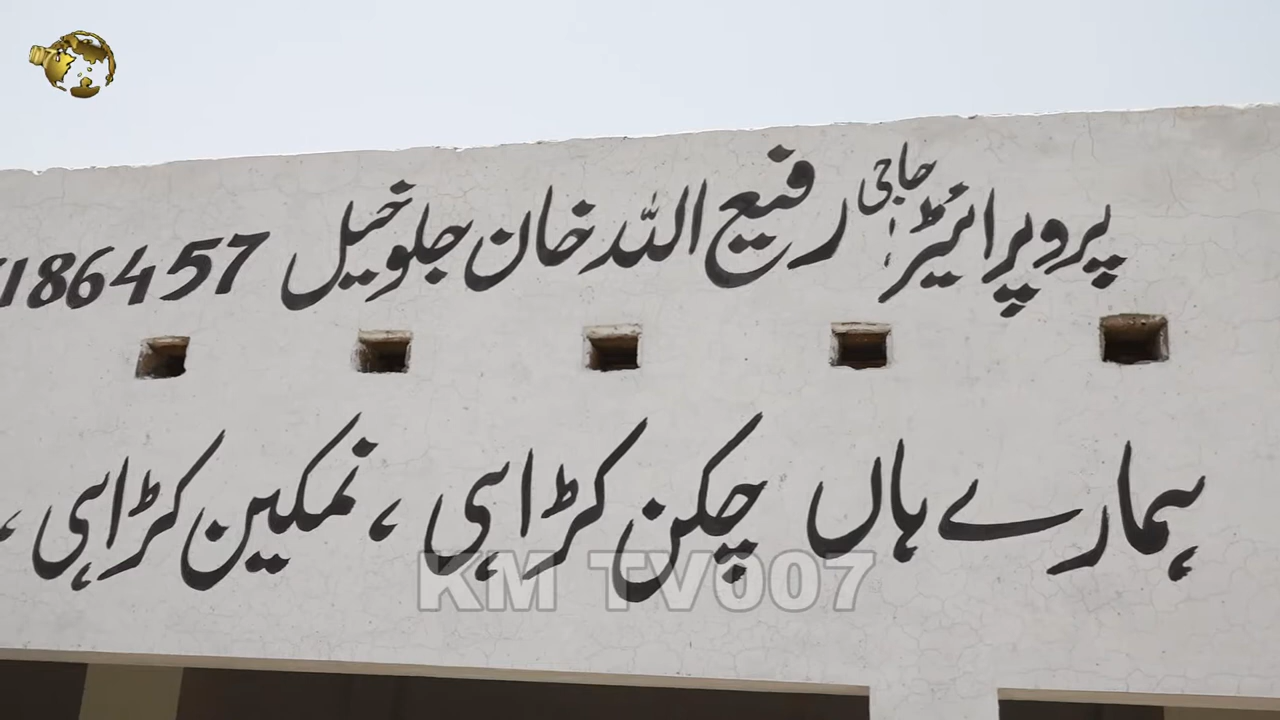 پروپرائیٹر حاجی رفیع اللہ خان جلوخیل 186457
ہمارے ہاں چکن کڑاہی ، نمکین کڑاہی ،
KM TV007